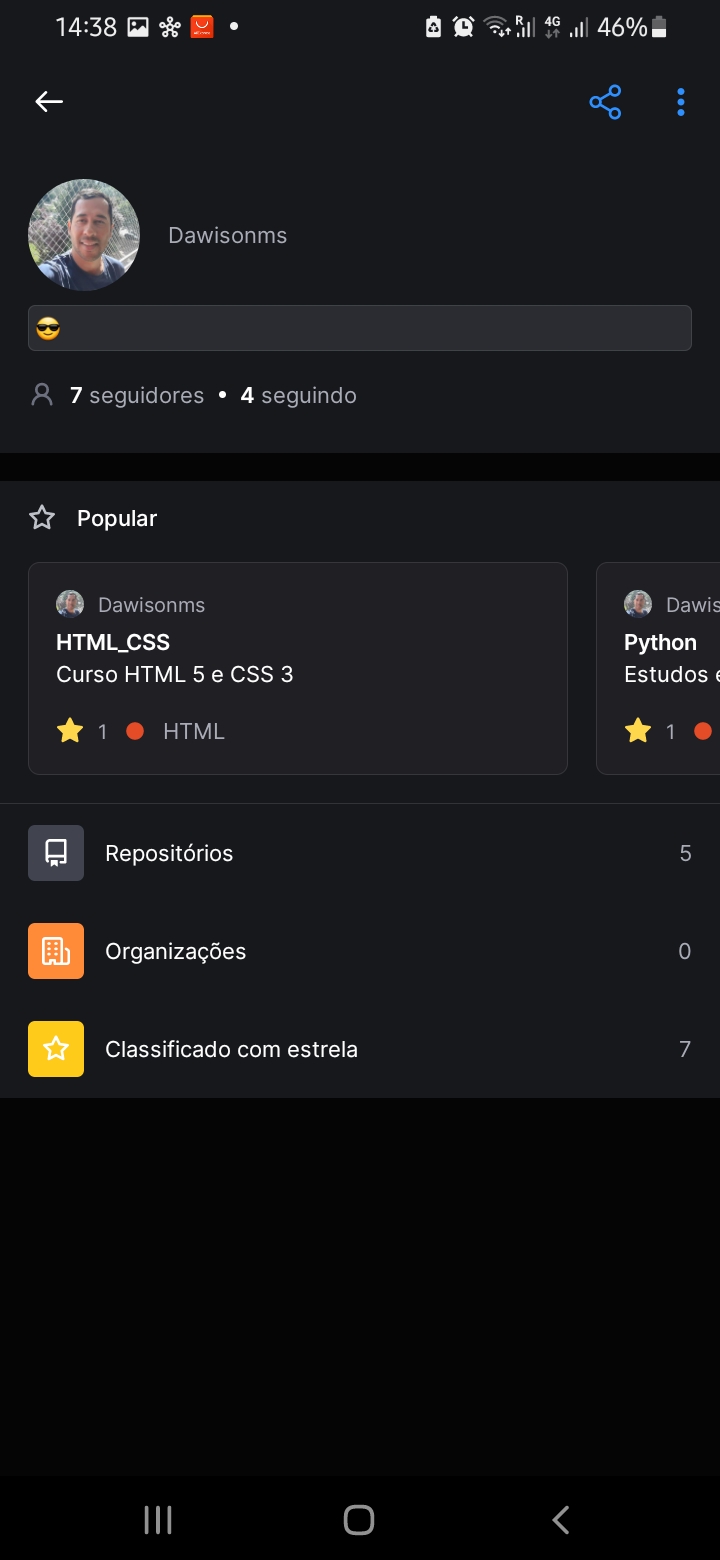 14:38
R 4G 46%
Dawisonms
😎
7 seguidores • 4 seguindo
Popular
Dawisonms
HTML_CSS
Curso HTML 5 e CSS 3
1 HTML
Dawis
Python
Estudos e
1
Repositórios 5
Organizações 0
Classificado com estrela 7